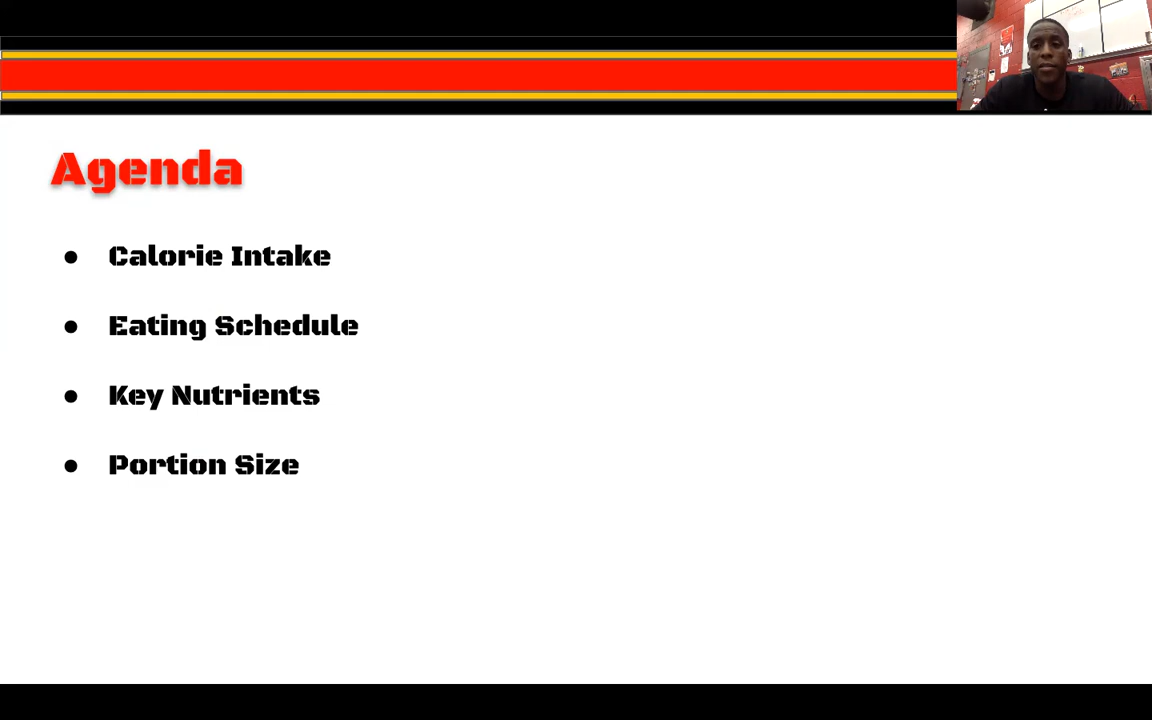 Agenda
● Calorie Intake
● Eating Schedule
● Key Nutrients
● Portion Size